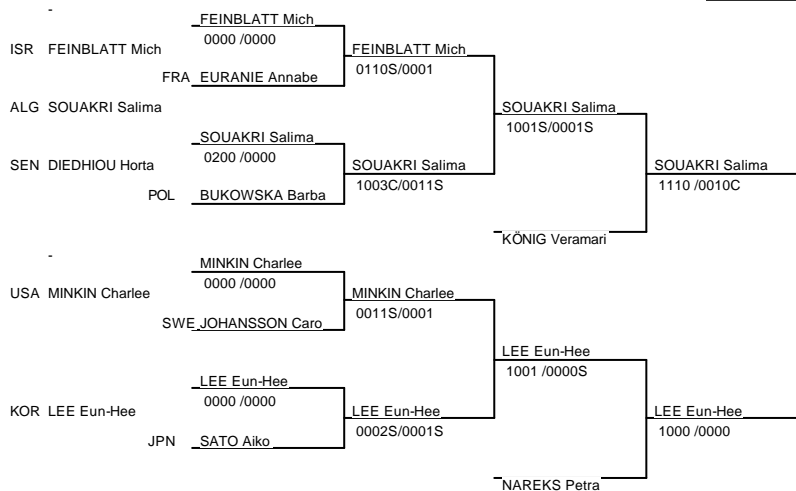 -
FEINBLATT Mich
0000 /0000
ISR FEINBLATT Mich
FEINBLATT Mich
0110S/0001
FRA EURANIE Annabe
ALG SOUAKRI Salima
SOUAKRI Salima
1001S/0001S
SOUAKRI Salima
0200 /0000
SEN DIEDHIOU Horta
SOUAKRI Salima
1003C/0011S
SOUAKRI Salima
1110 /0010C
POL BUKOWSKA Barba
KÖNIG Veramari
-
MINKIN Charlee
0000 /0000
USA MINKIN Charlee
MINKIN Charlee
0011S/0001
SWE JOHANSSON Caro
LEE Eun-Hee
1001 /0000S
LEE Eun-Hee
0000 /0000
KOR LEE Eun-Hee
LEE Eun-Hee
0002S/0001S
LEE Eun-Hee
1000 /0000
JPN SATO Aiko
NAREKS Petra